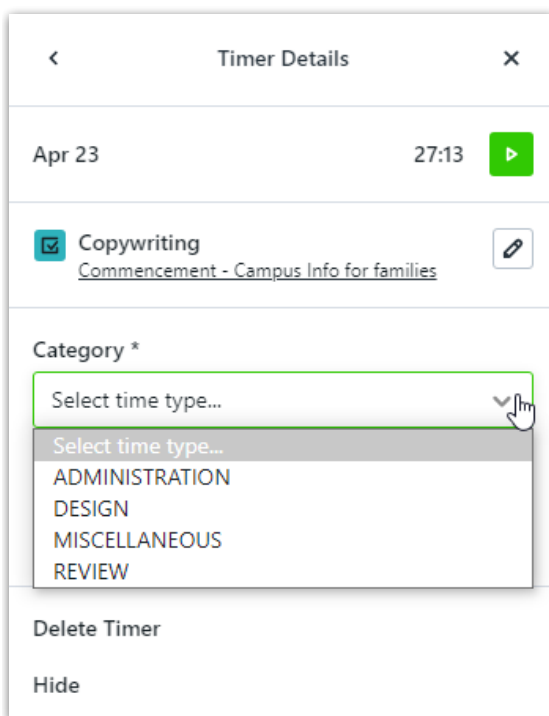 Timer Details
Apr 23 27:13
Copywriting
Commencement - Campus Info for families
Category *
Select time type...
Select time type...
ADMINISTRATION
DESIGN
MISCELLANEOUS
REVIEW
Delete Timer
Hide